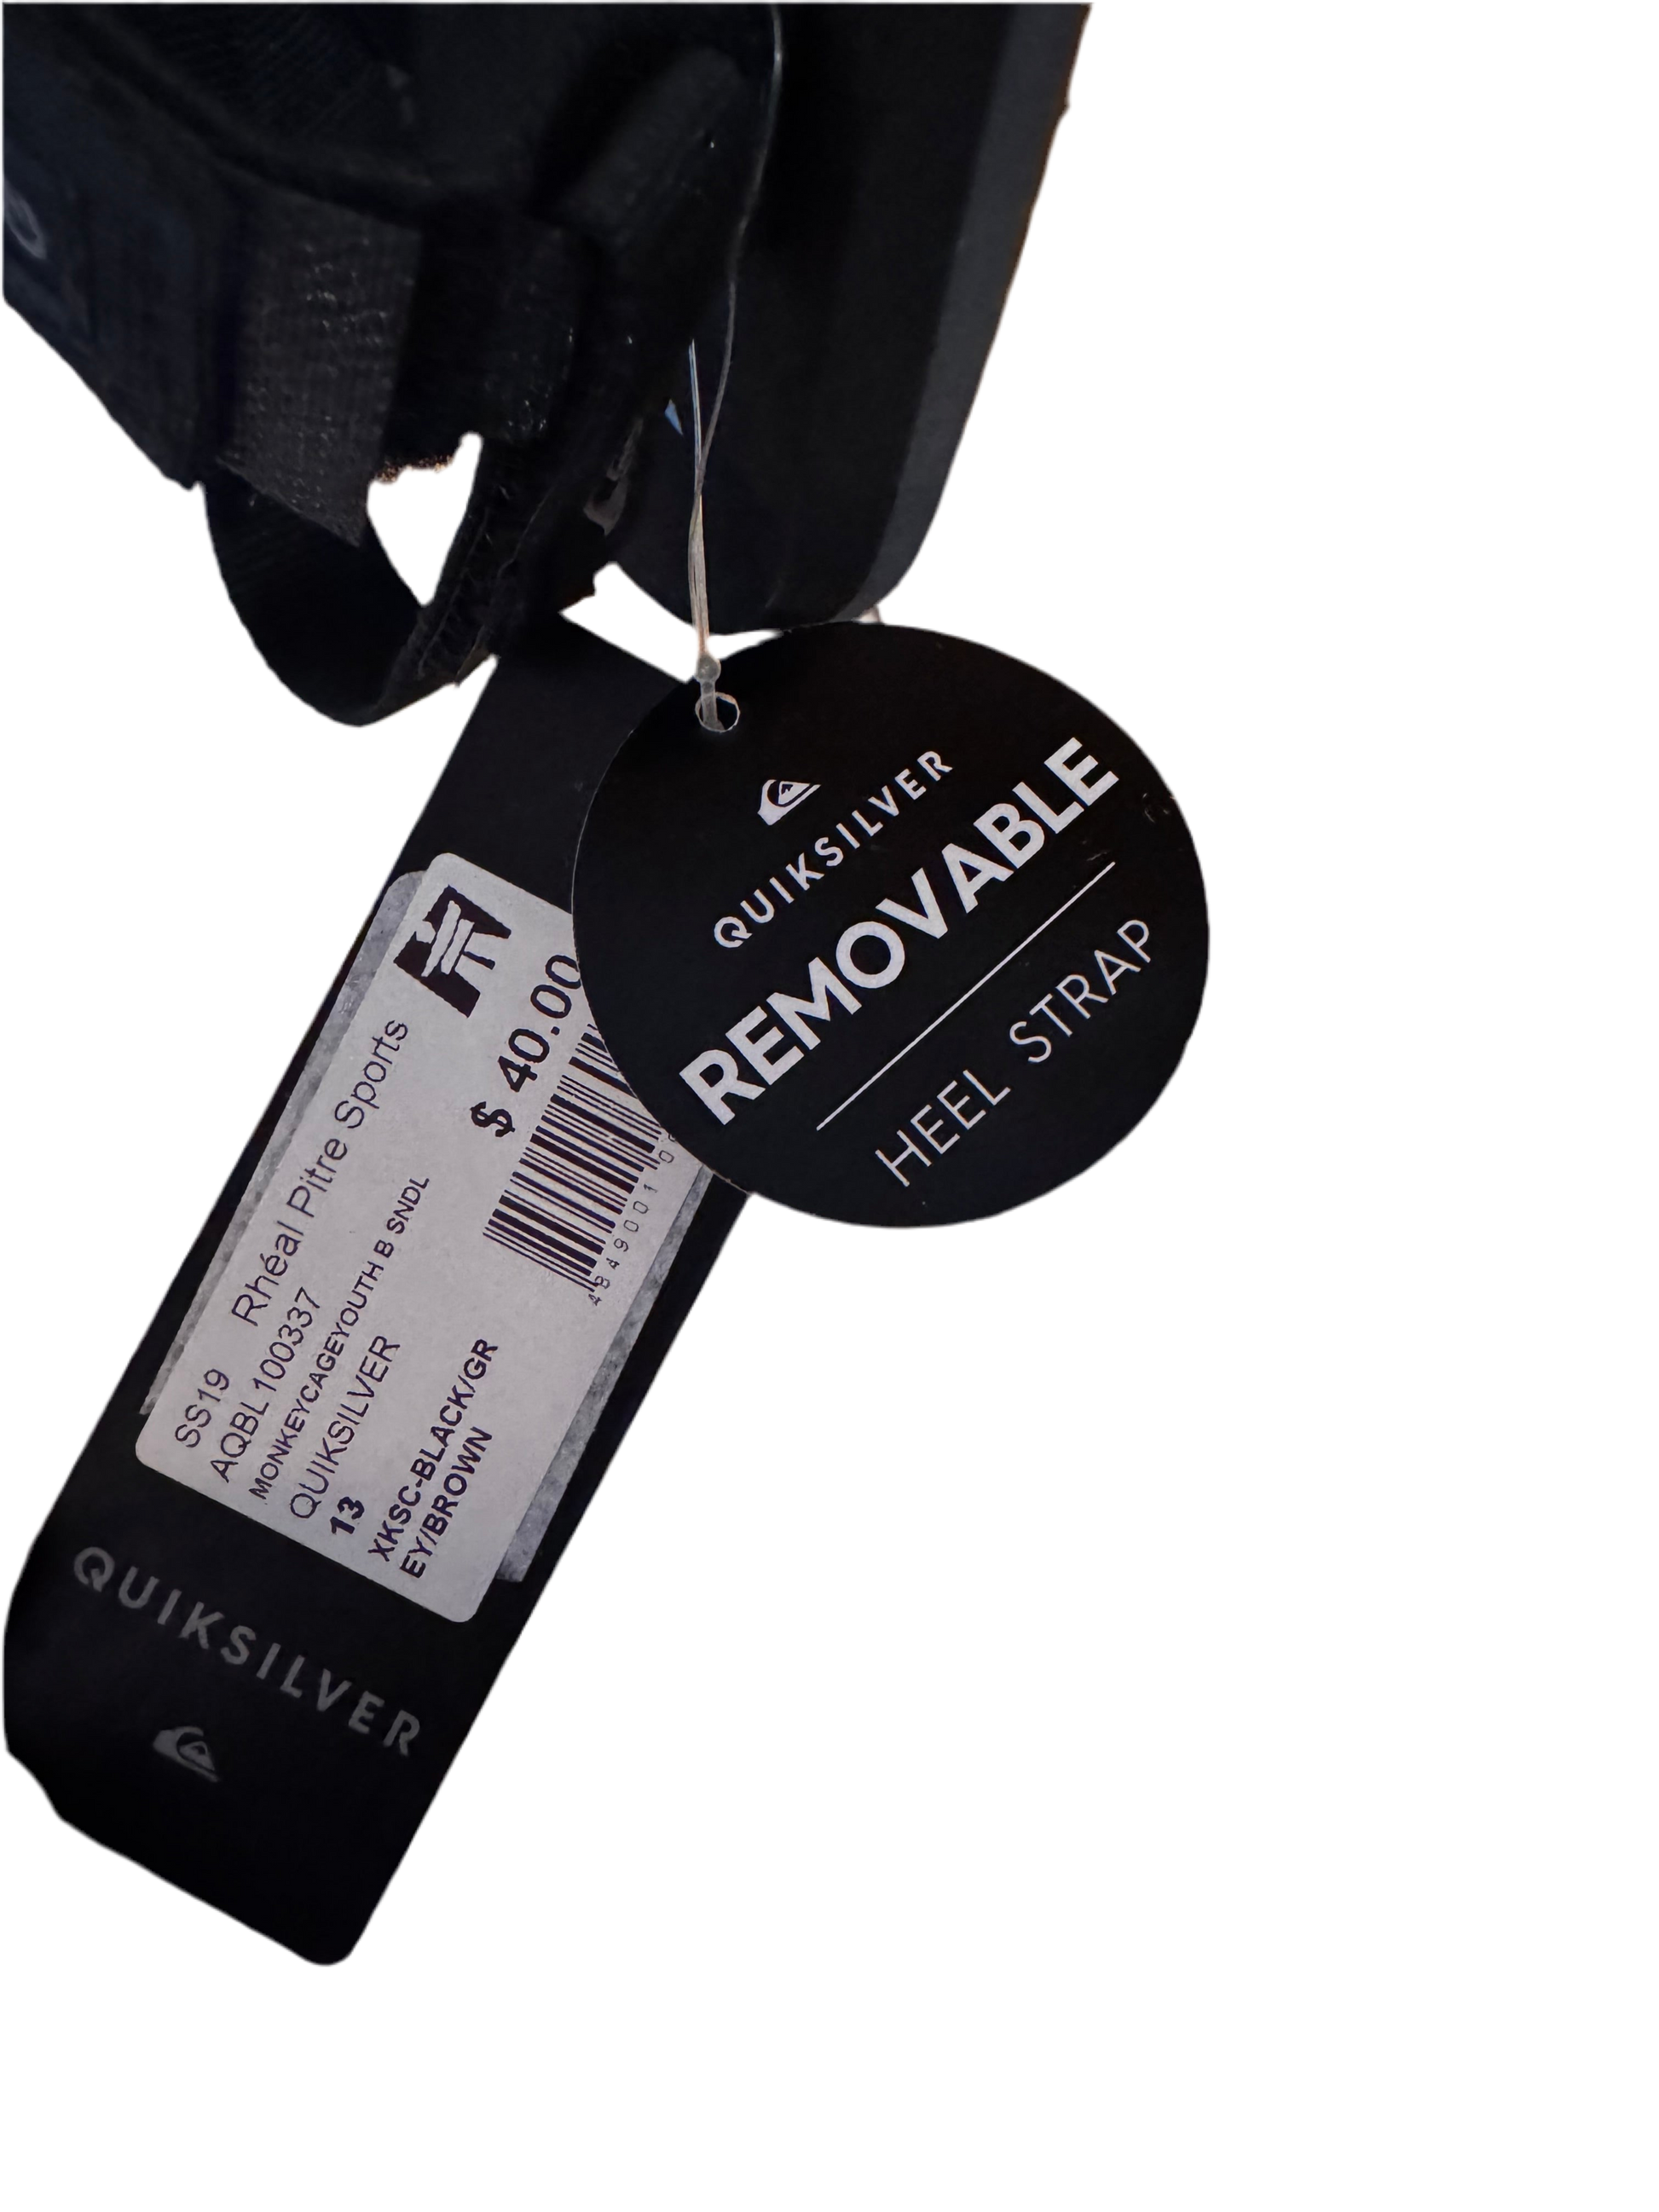 QUIKSILVER
REMOVABLE
HEEL STRAP
Rhéal Pitre Sports
$ 40.00
SS19
AQBL100337
MONKEYCAGEYOUTH B SNDL
QUIKSILVER
13
XKSC-BLACK/GR
EY/BROWN
QUIKSILVER